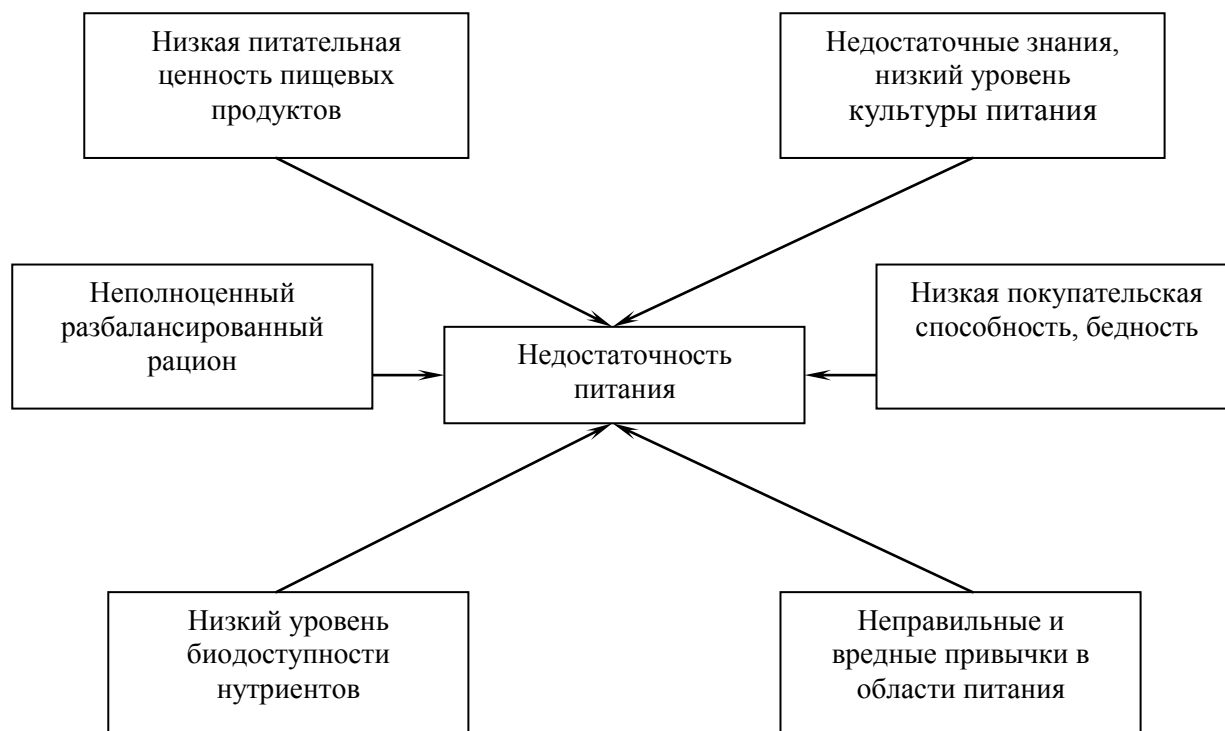 Низкая питательная
ценность пищевых
продуктов
Недостаточные знания,
низкий уровень
культуры питания
Неполноценный
разбалансированный
рацион
Недостаточность
питания
Низкая покупательская
способность, бедность
Низкий уровень
биодоступности
нутриентов
Неправильные и
вредные привычки в
области питания